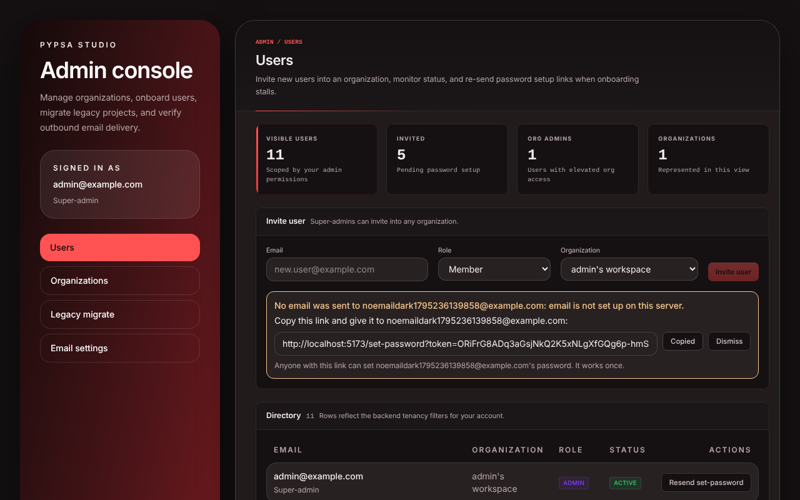 PYPSA STUDIO
Admin console
Manage organizations, onboard users,
migrate legacy projects, and verify
outbound email delivery.
SIGNED IN AS
admin@example.com
Super-admin
Users
Organizations
Legacy migrate
Email settings
ADMIN / USERS
Users
Invite new users into an organization, monitor status, and re-send password setup links when onboarding
stalls.
VISIBLE USERS
11
Scoped by your admin
permissions
INVITED
5
Pending password setup
ORG ADMINS
1
Users with elevated org
access
ORGANIZATIONS
1
Represented in this view
Invite user Super-admins can invite into any organization.
Email
new.user@example.com
Role
Member
Organization
admin's workspace
Invite user
No email was sent to noemaildark1795236139858@example.com: email is not set up on this server.
Copy this link and give it to noemaildark1795236139858@example.com:
http://localhost:5173/set-password?token=ORiFrG8ADq3aGsjNkQ2K5xNLgXfGQg6p-hmS
Copied
Dismiss
Anyone with this link can set noemaildark1795236139858@example.com's password. It works once.
Directory 11 Rows reflect the backend tenancy filters for your account.
EMAIL ORGANIZATION ROLE STATUS ACTIONS
admin@example.com
Super-admin
admin's
workspace
ADMIN
ACTIVE
Resend set-password